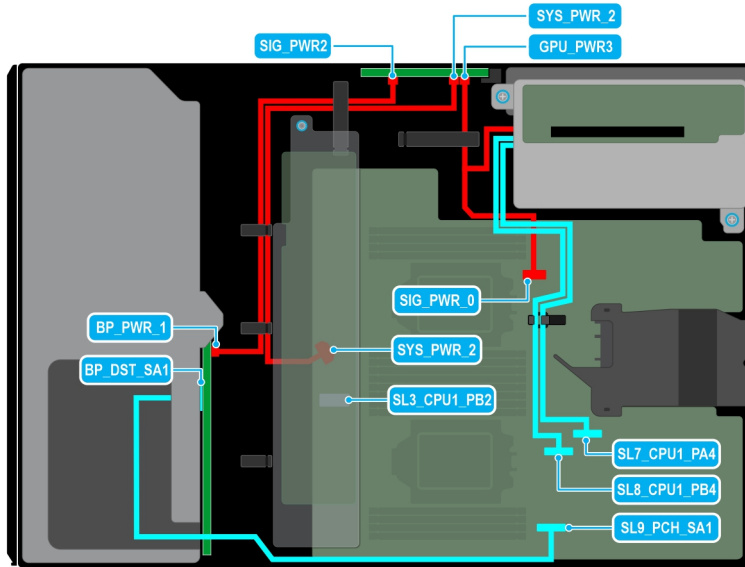 SYS_PWR_2
SIG_PWR2
GPU_PWR3
SIG_PWR_0
BP_PWR_1
SYS_PWR_2
BP_DST_SA1
SL3_CPU1_PB2
SL7_CPU1_PA4
SL8_CPU1_PB4
SL9_PCH_SA1